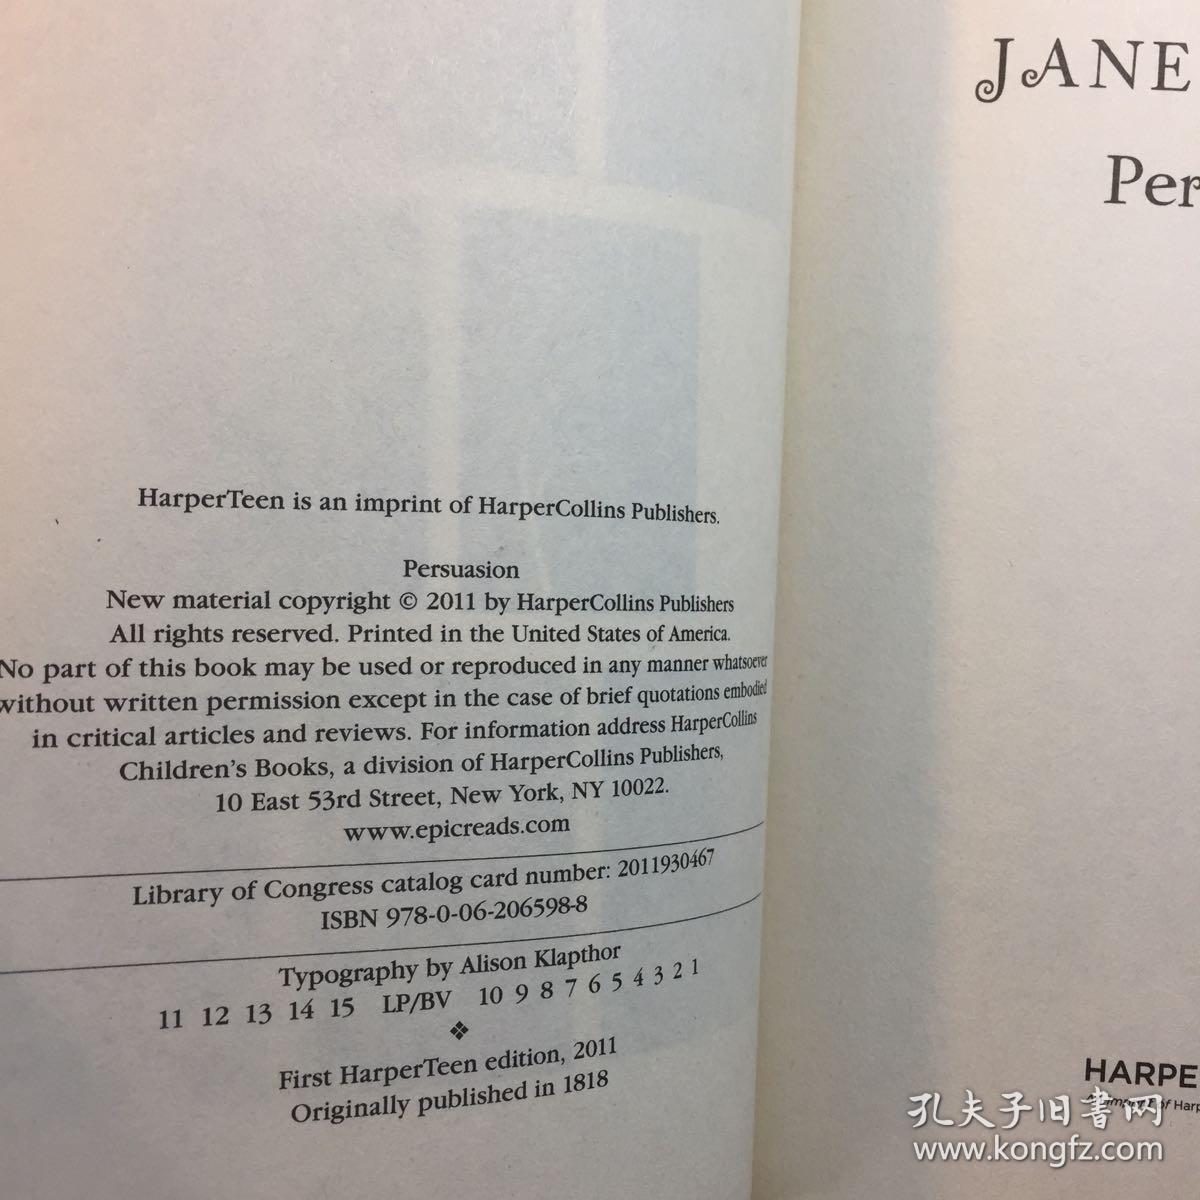 HarperTeen is an imprint of HarperCollins Publishers.
Persuasion
New material copyright © 2011 by HarperCollins Publishers
All rights reserved. Printed in the United States of America.
No part of this book may be used or reproduced in any manner whatsoever
without written permission except in the case of brief quotations embodied
in critical articles and reviews. For information address HarperCollins
Children's Books, a division of HarperCollins Publishers,
10 East 53rd Street, New York, NY 10022.
www.epicreads.com
Library of Congress catalog card number: 2011930467
ISBN 978-0-06-206598-8
Typography by Alison Klapthor
11 12 13 14 15 LP/BV 10 9 8 7 6 5 4 3 2 1
❖
First HarperTeen edition, 2011
Originally published in 1818
JANE
Per
HARPE
An Imprint of Harp
孔夫子旧书网
www.kongfz.com